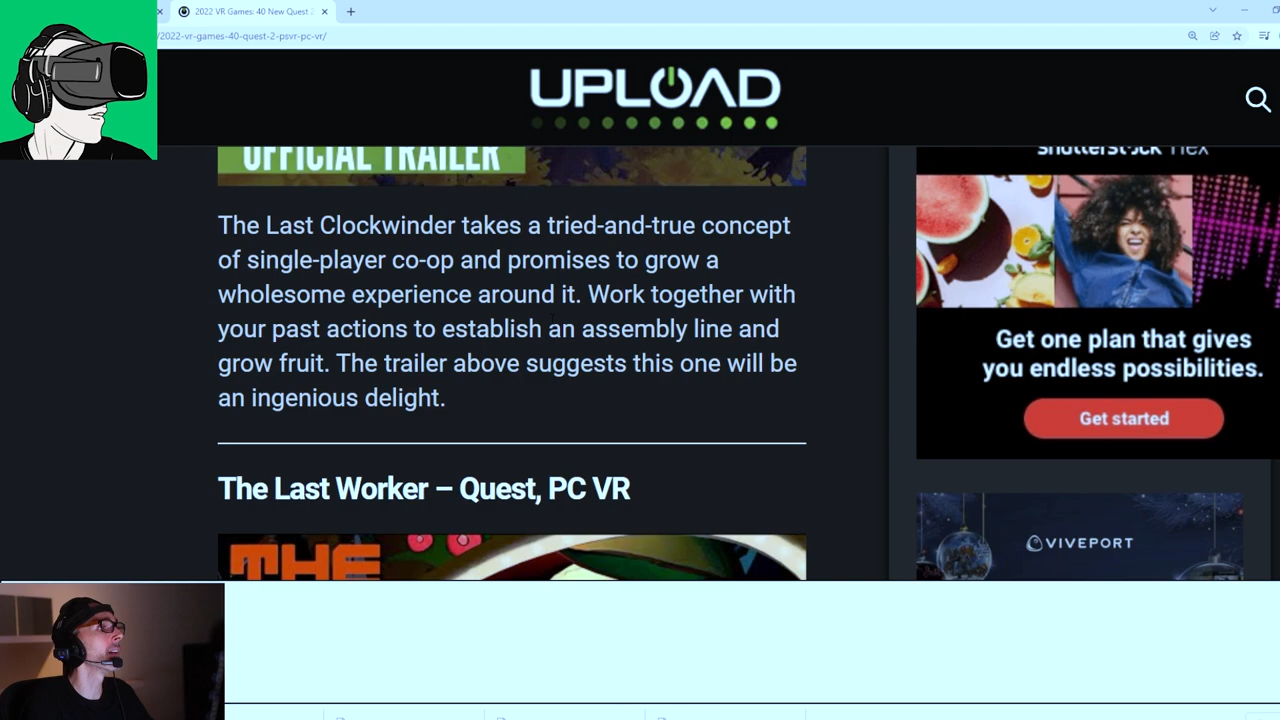 2022 VR Games: 40 New Quest 2
/2022-vr-games-40-quest-2-psvr-pc-vr/
UPLOAD
OFFICIAL TRAILER
shutterstock flex
The Last Clockwinder takes a tried-and-true concept
of single-player co-op and promises to grow a
wholesome experience around it. Work together with
your past actions to establish an assembly line and
grow fruit. The trailer above suggests this one will be
an ingenious delight.
Get one plan that gives
you endless possibilities.
Get started
The Last Worker – Quest, PC VR
THE
VIVEPORT